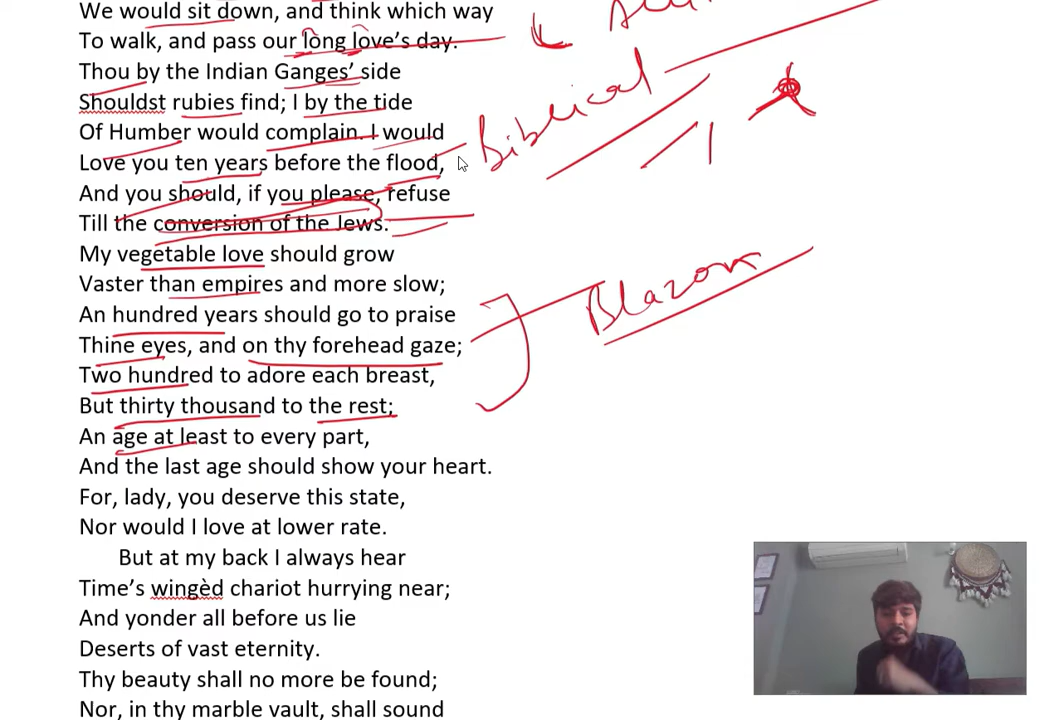 We would sit down, and think which way
To walk, and pass our long love's day.
Thou by the Indian Ganges' side
Shouldst rubies find; I by the tide
Of Humber would complain. I would
Love you ten years before the flood,
Biblical
And you should, if you please, refuse
Till the conversion of the Jews.
My vegetable love should grow
Vaster than empires and more slow;
An hundred years should go to praise
Blazon
Thine eyes, and on thy forehead gaze;
Two hundred to adore each breast,
But thirty thousand to the rest;
An age at least to every part,
And the last age should show your heart.
For, lady, you deserve this state,
Nor would I love at lower rate.
But at my back I always hear
Time's wingèd chariot hurrying near;
And yonder all before us lie
Deserts of vast eternity.
Thy beauty shall no more be found;
Nor, in thy marble vault, shall sound